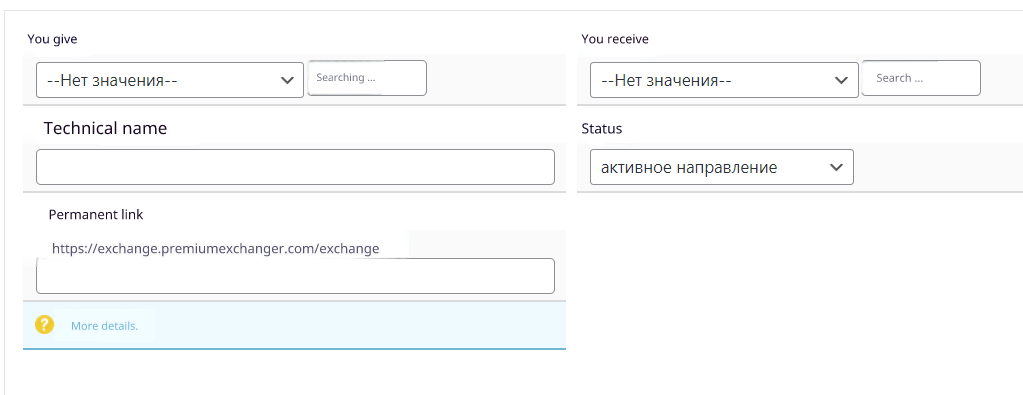 You give
You receive
--Нет значения--
Searching ...
--Нет значения--
Search ...
Technical name
Status
активное направление
Permanent link
https://exchange.premiumexchanger.com/exchange
?
More details.